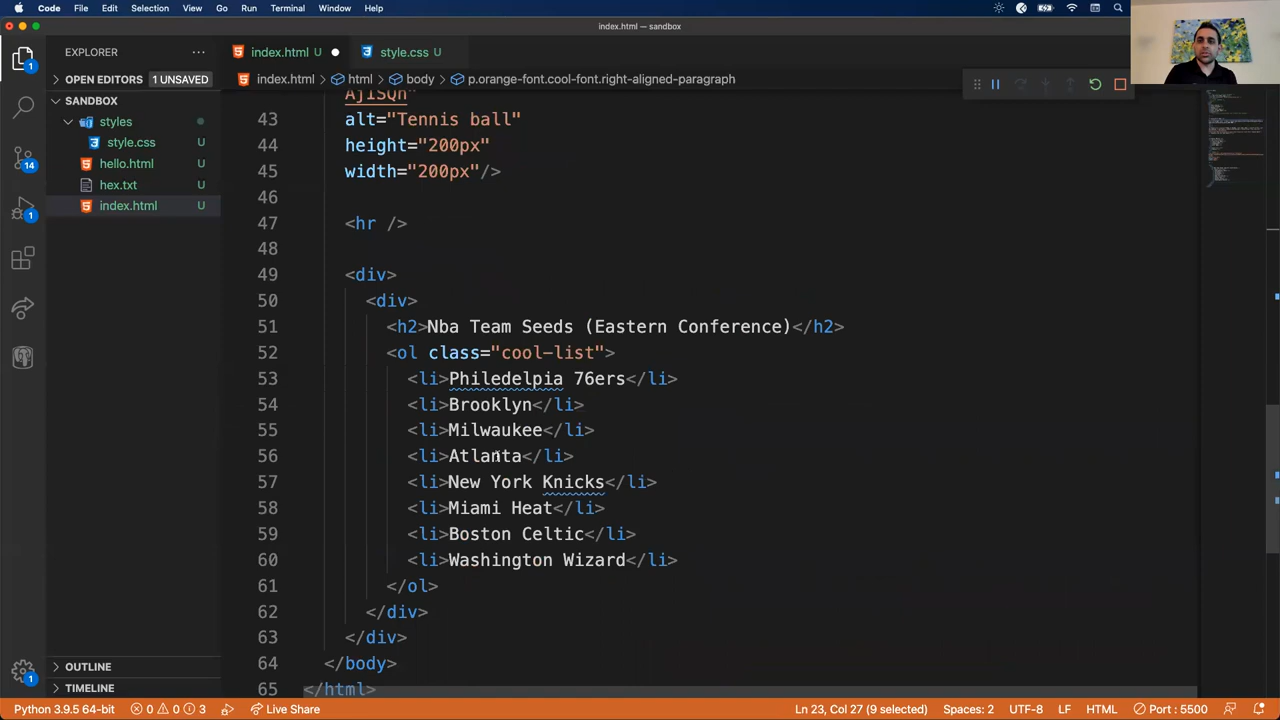 Code File Edit Selection View Go Run Terminal Window Help
index.html — sandbox
EXPLORER
index.html U
style.css U
OPEN EDITORS 1 UNSAVED
index.html html body p.orange-font.cool-font.right-aligned-paragraph
SANDBOX
styles
style.css U
hello.html U
hex.txt U
index.html U
1
14
1
AjISQh"
43 alt="Tennis ball"
44 height="200px"
45 width="200px"/>
46
47 <hr />
48
49 <div>
50 <div>
51 <h2>Nba Team Seeds (Eastern Conference)</h2>
52 <ol class="cool-list">
53 <li>Philedelpia 76ers</li>
54 <li>Brooklyn</li>
55 <li>Milwaukee</li>
56 <li>Atlanta</li>
57 <li>New York Knicks</li>
58 <li>Miami Heat</li>
59 <li>Boston Celtic</li>
60 <li>Washington Wizard</li>
61 </ol>
62 </div>
63 </div>
64 </body>
65 </html>
OUTLINE
TIMELINE
1
Python 3.9.5 64-bit 0 0 3 Live Share Ln 23, Col 27 (9 selected) Spaces: 2 UTF-8 LF HTML Port : 5500